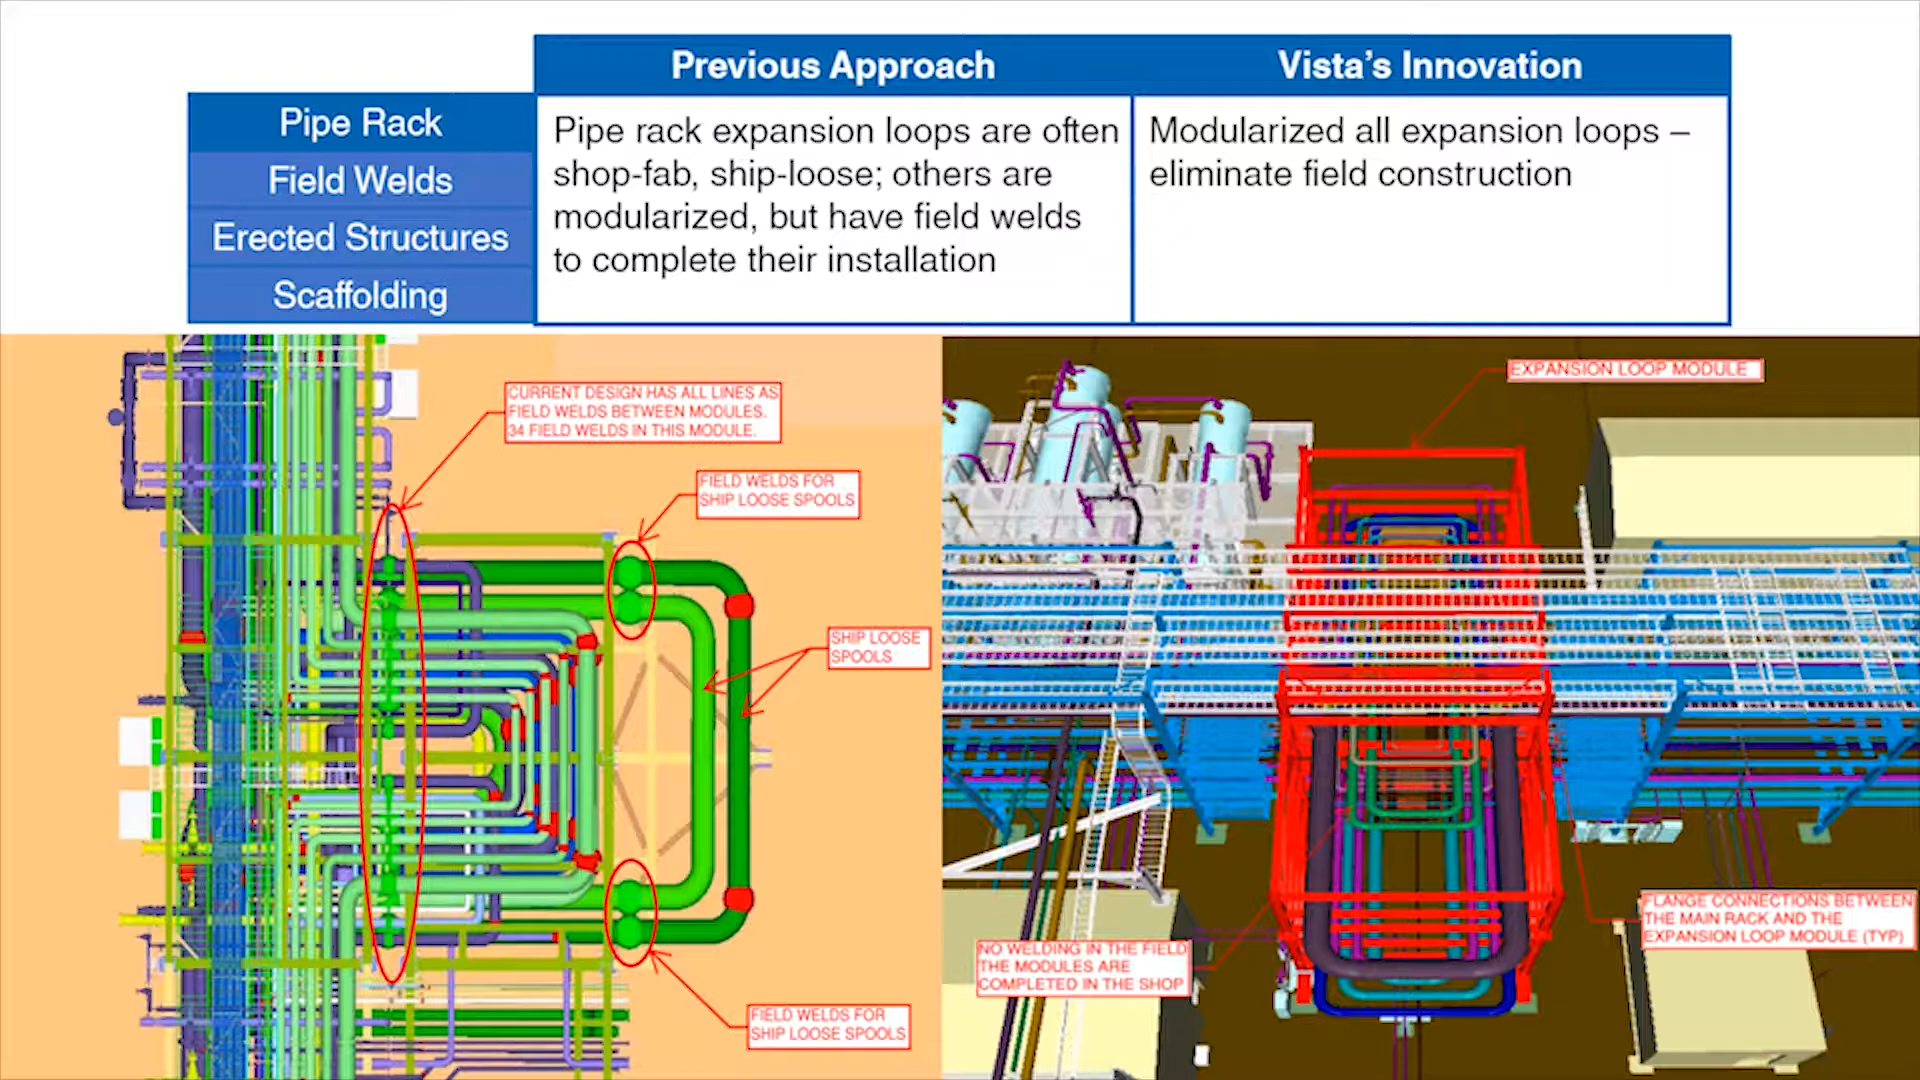 Previous Approach
Vista's Innovation
Pipe Rack
Field Welds
Erected Structures
Scaffolding
Pipe rack expansion loops are often
shop-fab, ship-loose; others are
modularized, but have field welds
to complete their installation
Modularized all expansion loops –
eliminate field construction
CURRENT DESIGN HAS ALL LINES AS
FIELD WELDS BETWEEN MODULES.
34 FIELD WELDS IN THIS MODULE.
FIELD WELDS FOR
SHIP LOOSE SPOOLS
SHIP LOOSE
SPOOLS
FIELD WELDS FOR
SHIP LOOSE SPOOLS
EXPANSION LOOP MODULE
FLANGE CONNECTIONS BETWEEN
THE MAIN RACK AND THE
EXPANSION LOOP MODULE (TYP)
NO WELDING IN THE FIELD
THE MODULES ARE
COMPLETED IN THE SHOP